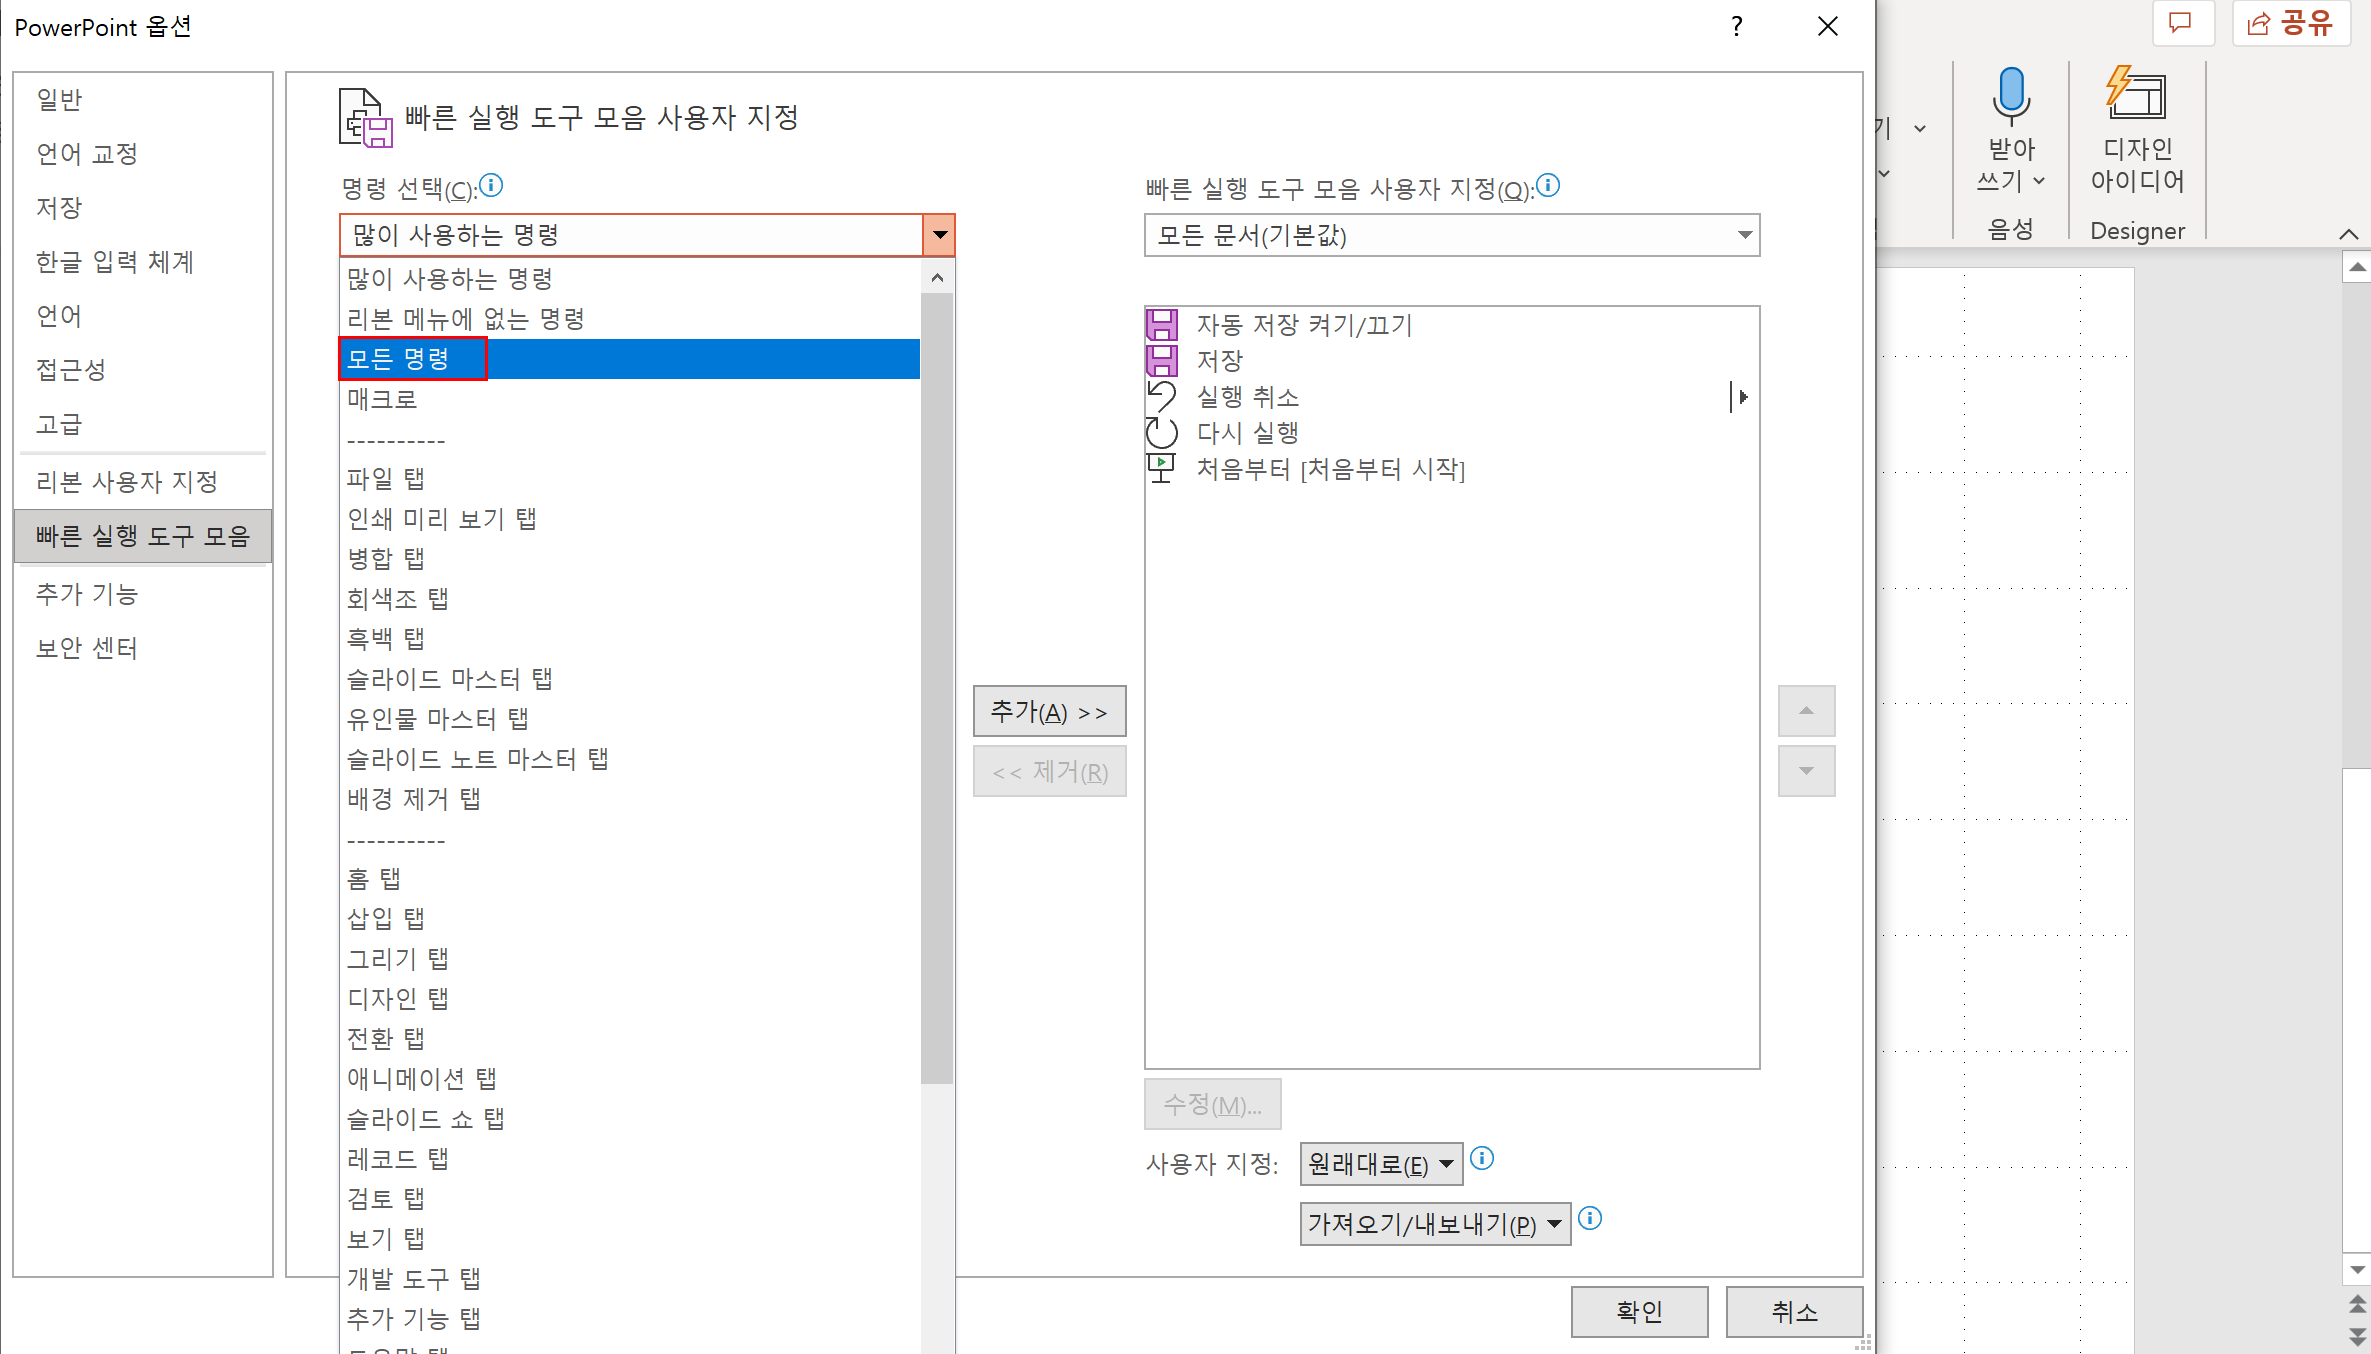 PowerPoint 옵션
?
일반
언어 교정
저장
한글 입력 체계
언어
접근성
고급
리본 사용자 지정
빠른 실행 도구 모음
추가 기능
보안 센터
빠른 실행 도구 모음 사용자 지정
명령 선택(C):
많이 사용하는 명령
많이 사용하는 명령
리본 메뉴에 없는 명령
모든 명령
매크로
----------
파일 탭
인쇄 미리 보기 탭
병합 탭
회색조 탭
흑백 탭
슬라이드 마스터 탭
유인물 마스터 탭
슬라이드 노트 마스터 탭
배경 제거 탭
----------
홈 탭
삽입 탭
그리기 탭
디자인 탭
전환 탭
애니메이션 탭
슬라이드 쇼 탭
레코드 탭
검토 탭
보기 탭
개발 도구 탭
추가 기능 탭
추가(A) >>
<< 제거(R)
빠른 실행 도구 모음 사용자 지정(Q):
모든 문서(기본값)
자동 저장 켜기/끄기
저장
실행 취소
다시 실행
처음부터 [처음부터 시작]
수정(M)...
사용자 지정:
원래대로(E)
가져오기/내보내기(P)
확인
취소
공유
기
받아
쓰기
음성
디자인
아이디어
Designer